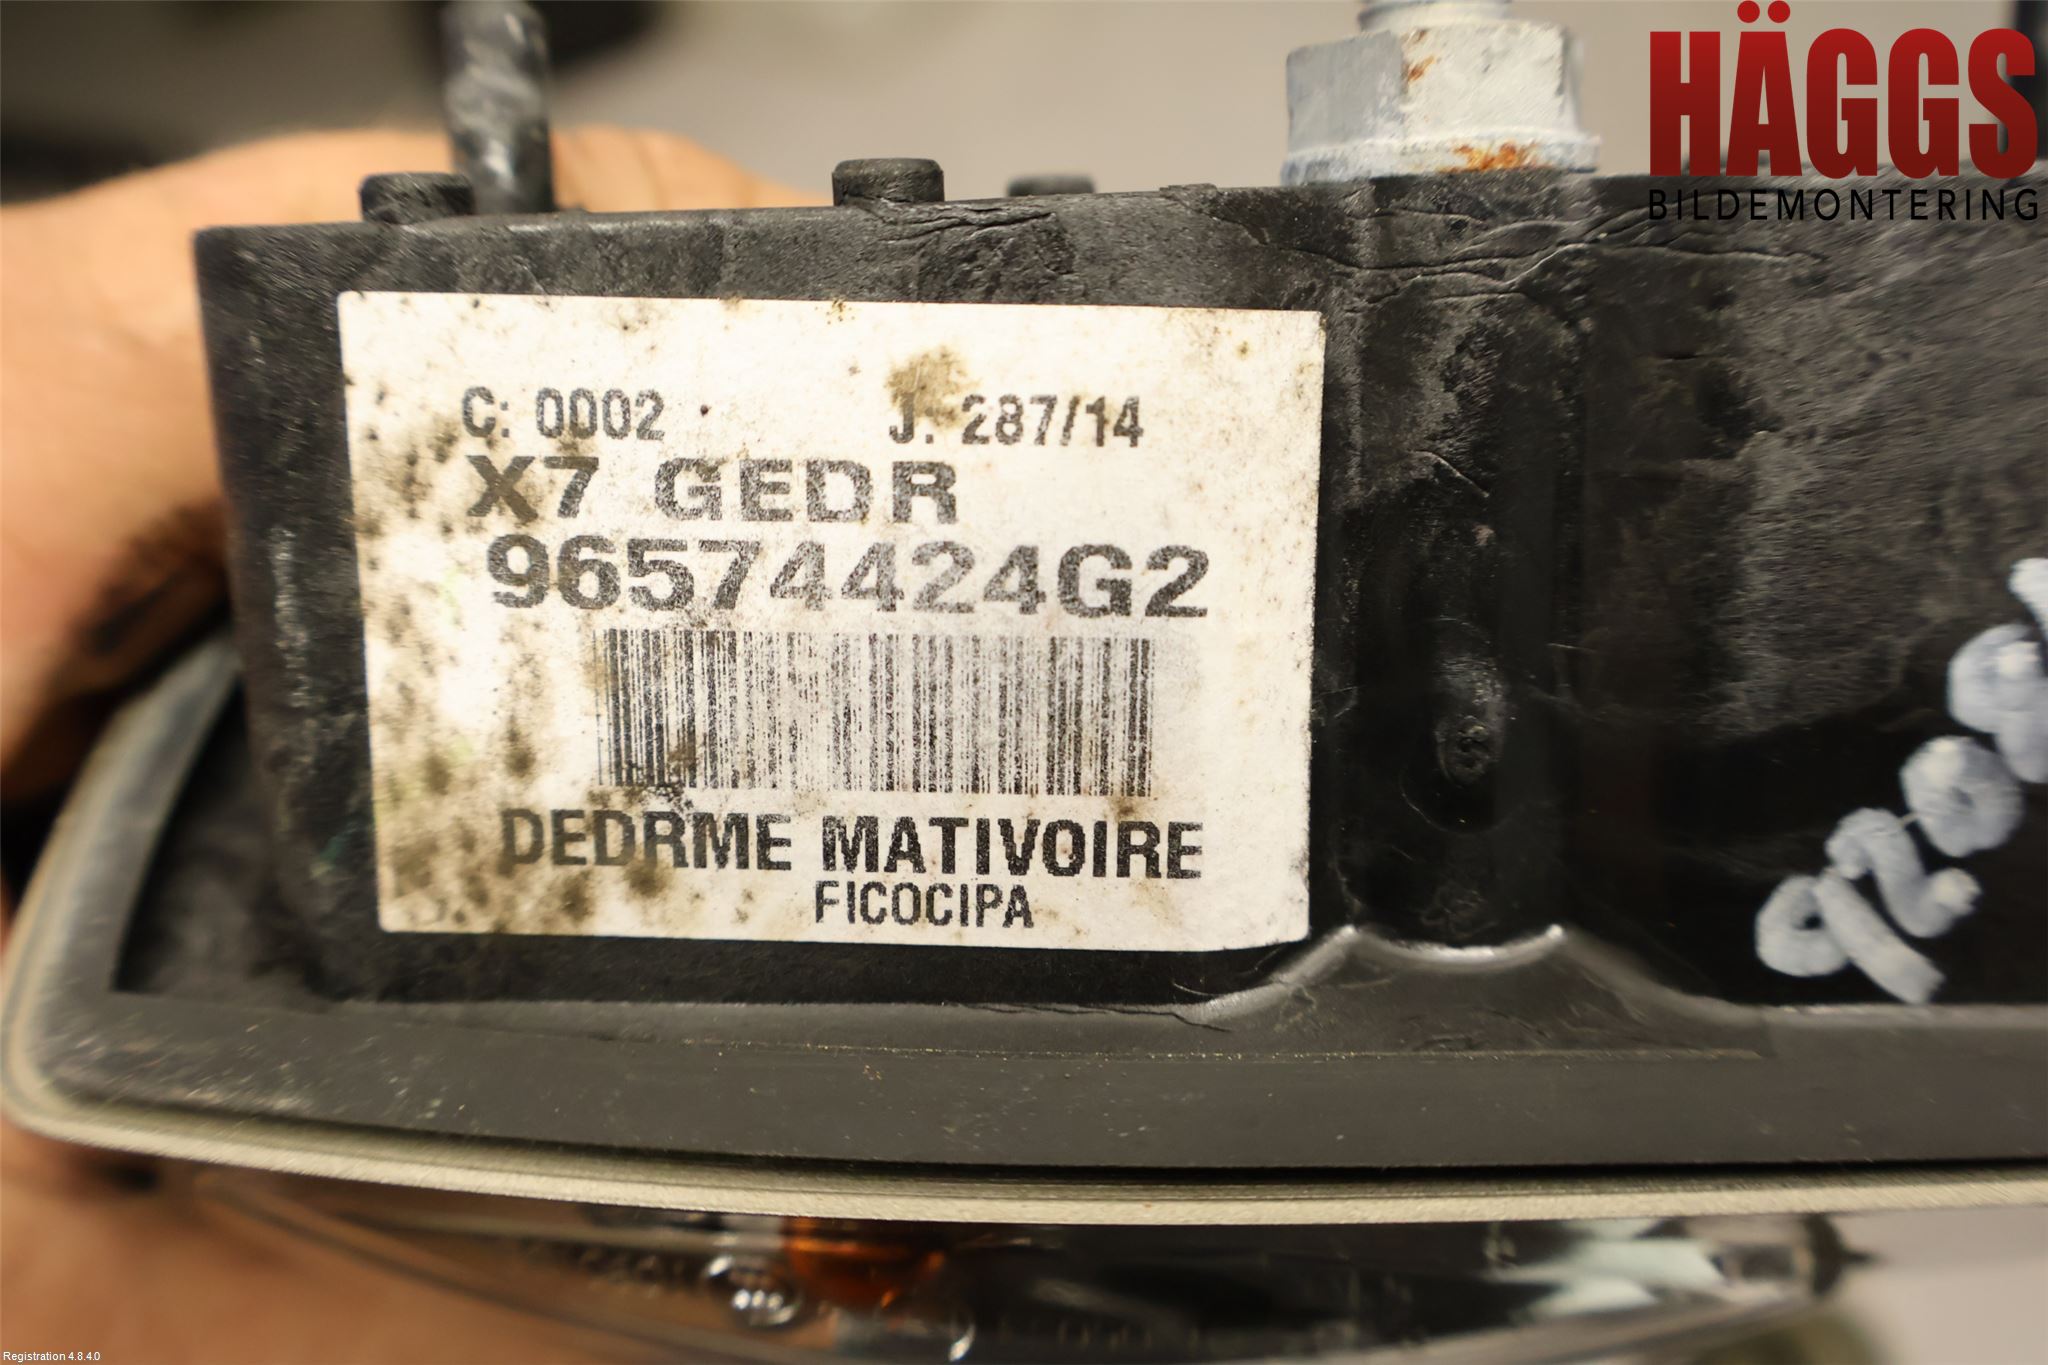 HÄGGS
BILDEMONTERING
C: 0002 J: 287/14
X7 GEDR
96574424G2
DEDRME MATIVOIRE
FICOCIPA
Registration 4.8.4.0